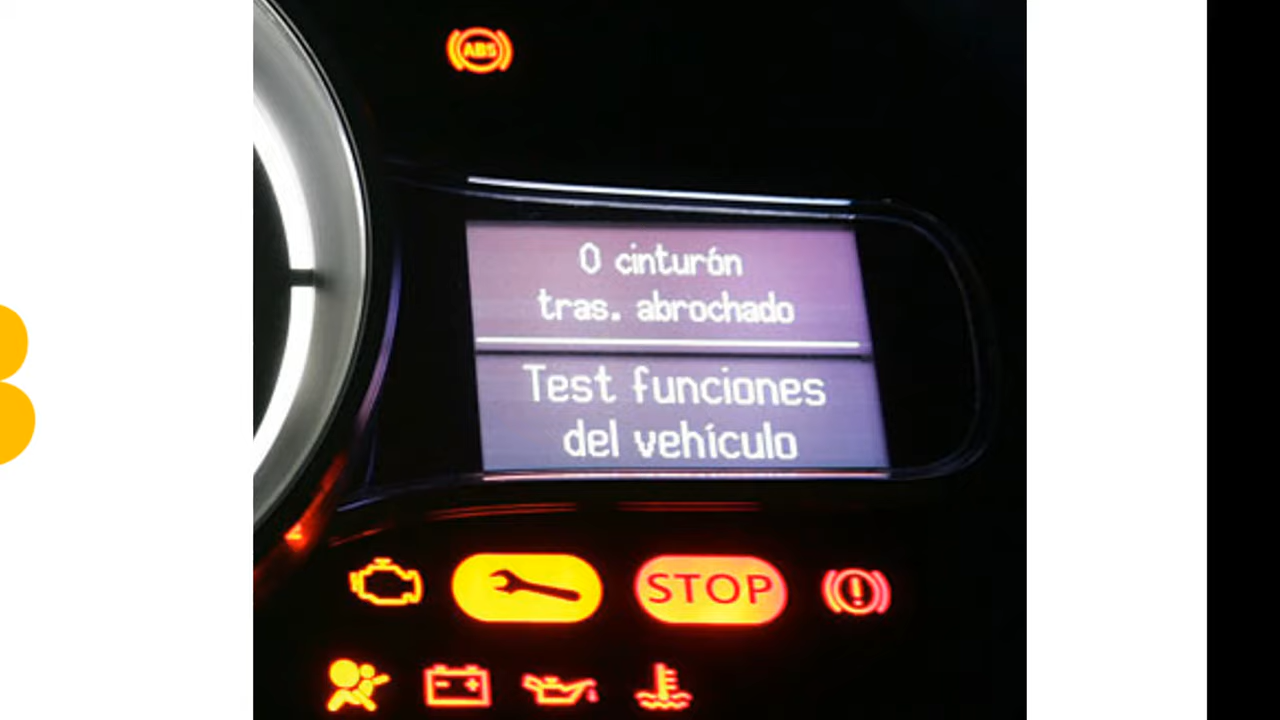 ABS
0 cinturón
tras. abrochado
Test funciones
del vehículo
STOP